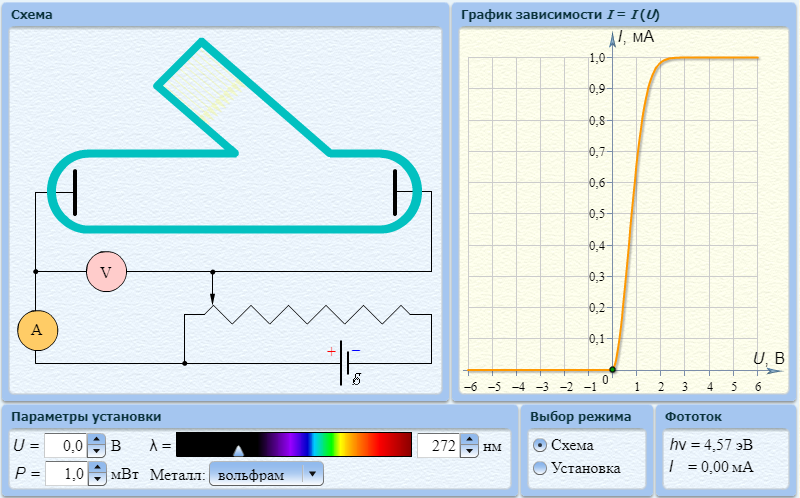 Схема
V
A
+ −
ℰ
График зависимости I = I (U)
I, мА
1,0
0,9
0,8
0,7
0,6
0,5
0,4
0,3
0,2
0,1
U, В
0
−6 −5 −4 −3 −2 −1 1 2 3 4 5 6
Параметры установки
U = 0,0 В λ = 272 нм
P = 1,0 мВт Металл: вольфрам
Выбор режима
Схема
Установка
Фототок
hν = 4,57 эВ
I = 0,00 мА